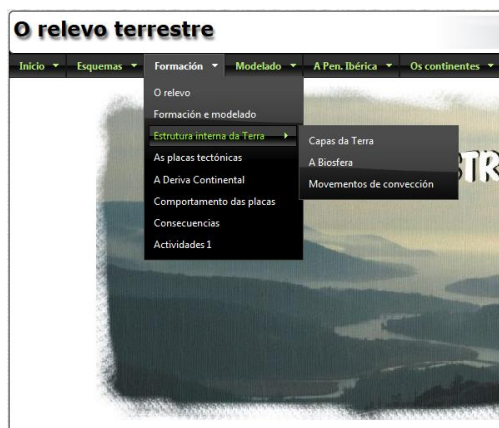 O relevo terrestre
Inicio Esquemas Formación Modelado A Pen. Ibérica Os continentes
O relevo
Formación e modelado
Estrutura interna da Terra
Capas da Terra
As placas tectónicas
A Biosfera
A Deriva Continental
Movementos de convección
Comportamento das placas
Consecuencias
Actividades 1
STR